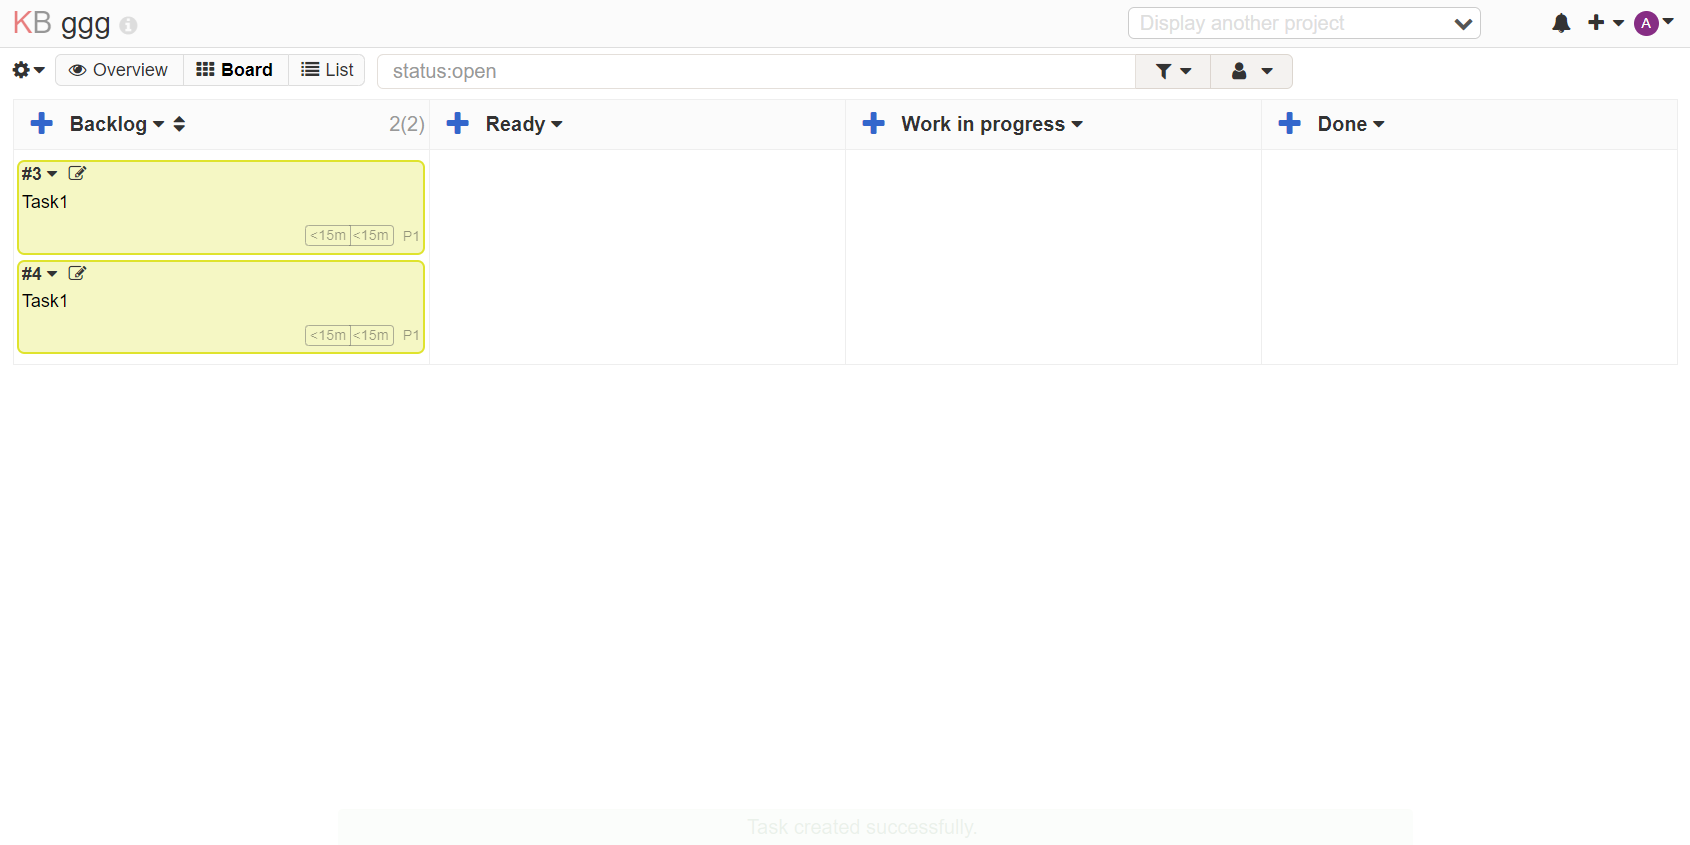 KB ggg
Display another project
A
Overview
Board
List
status:open
Backlog
2(2)
Ready
Work in progress
Done
#3
Task1
<15m <15m P1
#4
Task1
<15m <15m P1
Task created successfully.